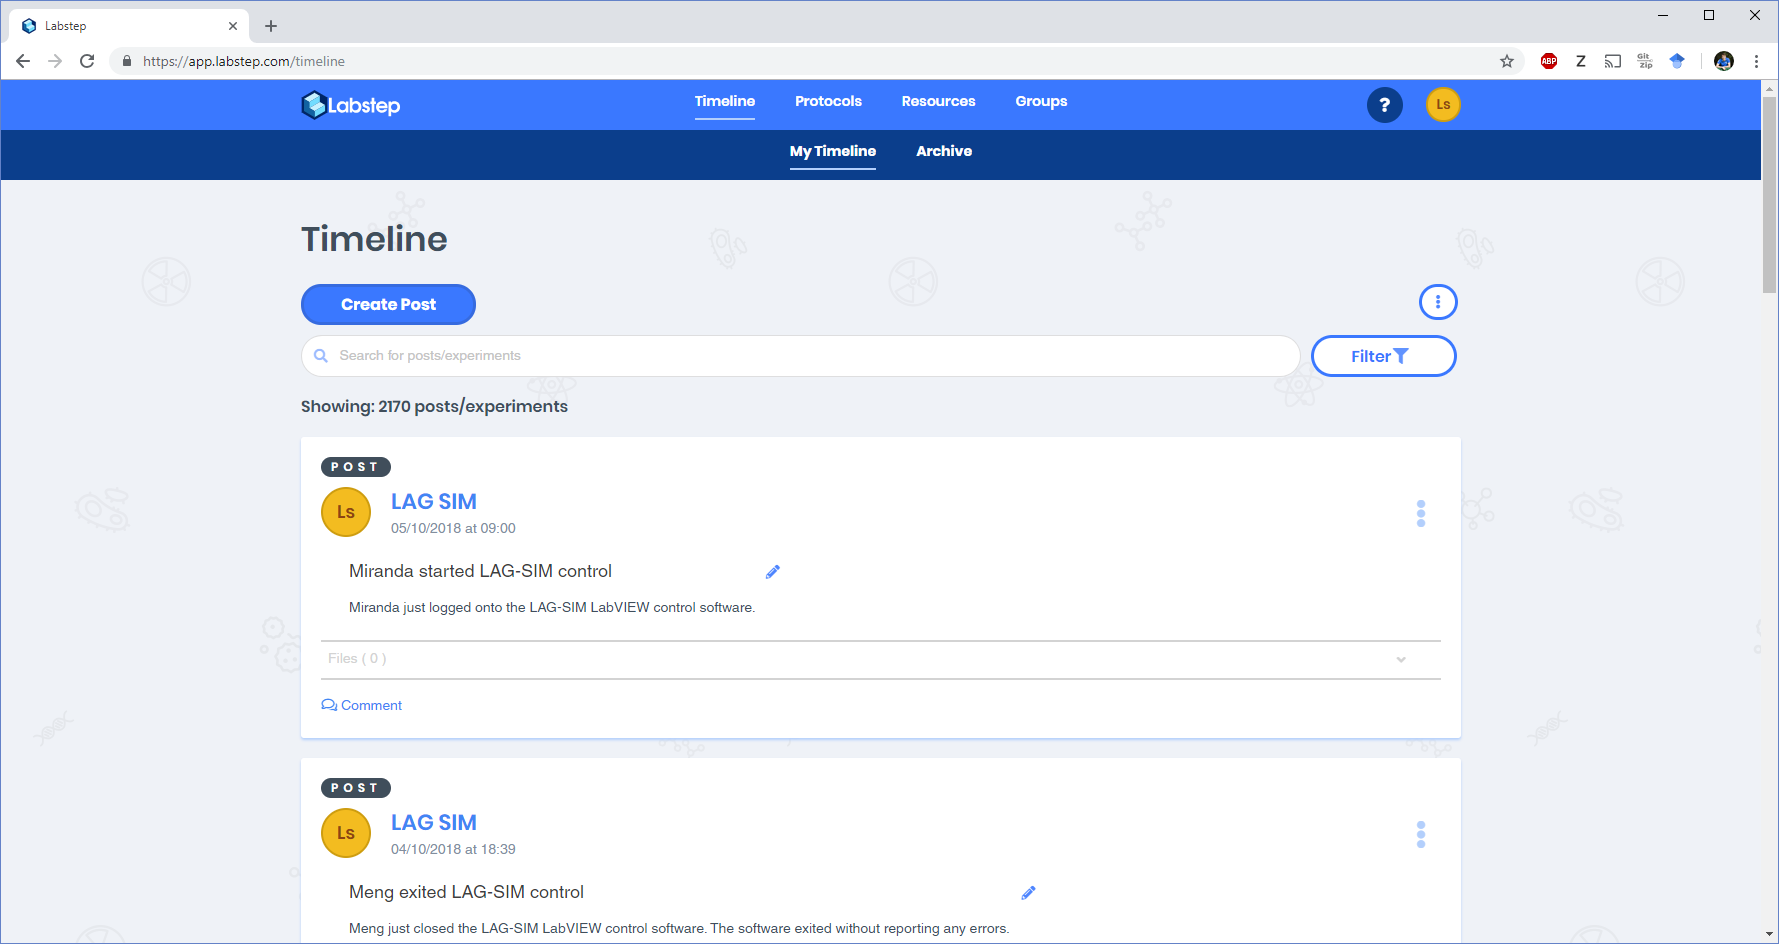 Labstep
https://app.labstep.com/timeline
ABP
Z
Git
Zip
Labstep
Timeline
Protocols
Resources
Groups
?
Ls
My Timeline
Archive
Timeline
Create Post
Search for posts/experiments
Filter
Showing: 2170 posts/experiments
POST
Ls
LAG SIM
05/10/2018 at 09:00
Miranda started LAG-SIM control
Miranda just logged onto the LAG-SIM LabVIEW control software.
Files ( 0 )
Comment
POST
Ls
LAG SIM
04/10/2018 at 18:39
Meng exited LAG-SIM control
Meng just closed the LAG-SIM LabVIEW control software. The software exited without reporting any errors.